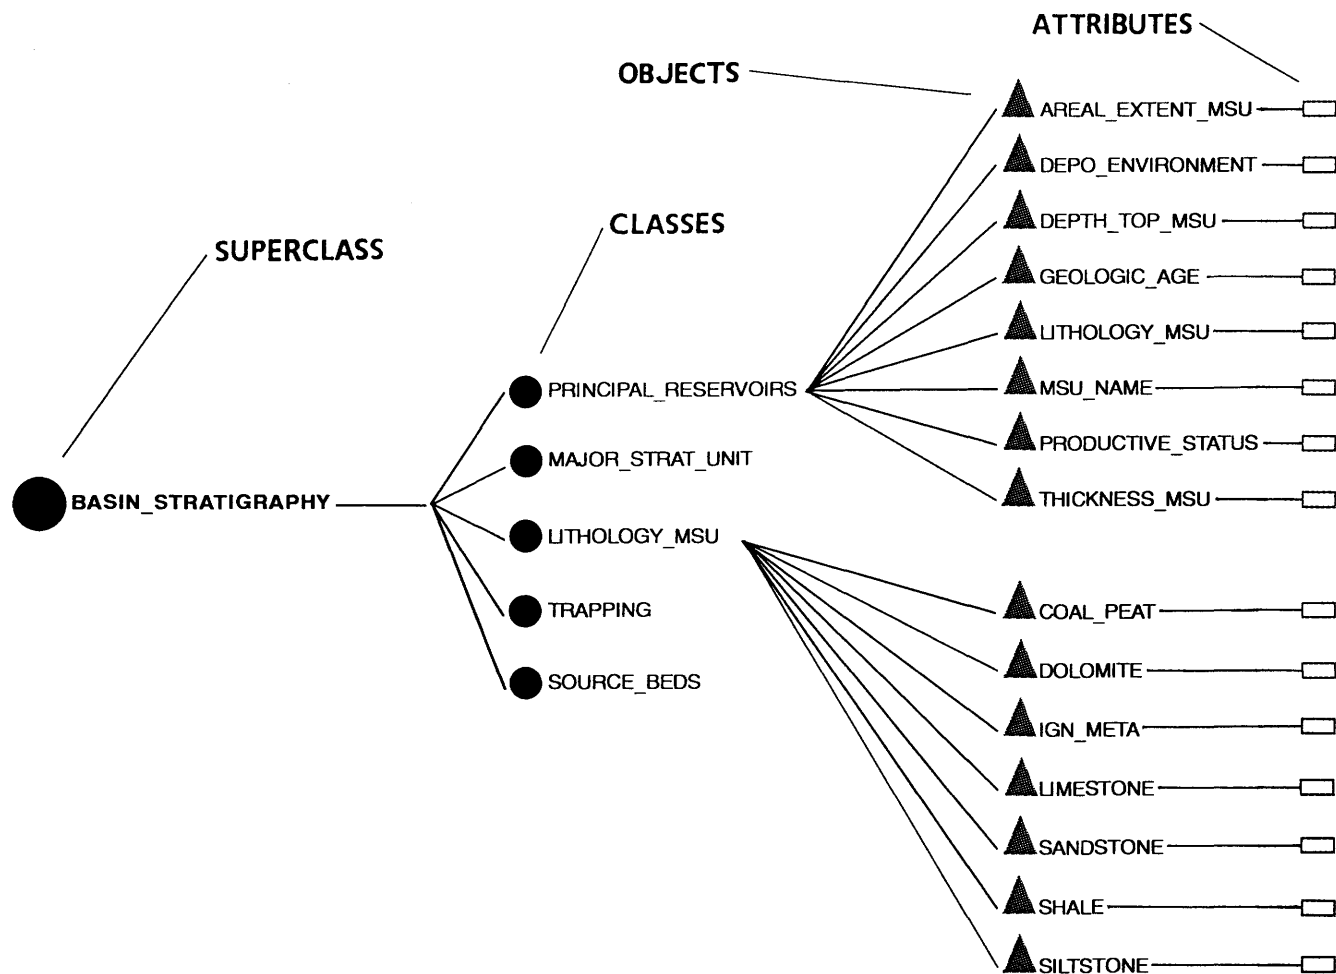 ATTRIBUTES
OBJECTS
AREAL_EXTENT_MSU
DEPO_ENVIRONMENT
DEPTH_TOP_MSU
CLASSES
SUPERCLASS
GEOLOGIC_AGE
LITHOLOGY_MSU
PRINCIPAL_RESERVOIRS
MSU_NAME
PRODUCTIVE_STATUS
MAJOR_STRAT_UNIT
THICKNESS_MSU
BASIN_STRATIGRAPHY
LITHOLOGY_MSU
TRAPPING
COAL_PEAT
DOLOMITE
SOURCE_BEDS
IGN_META
LIMESTONE
SANDSTONE
SHALE
SILTSTONE